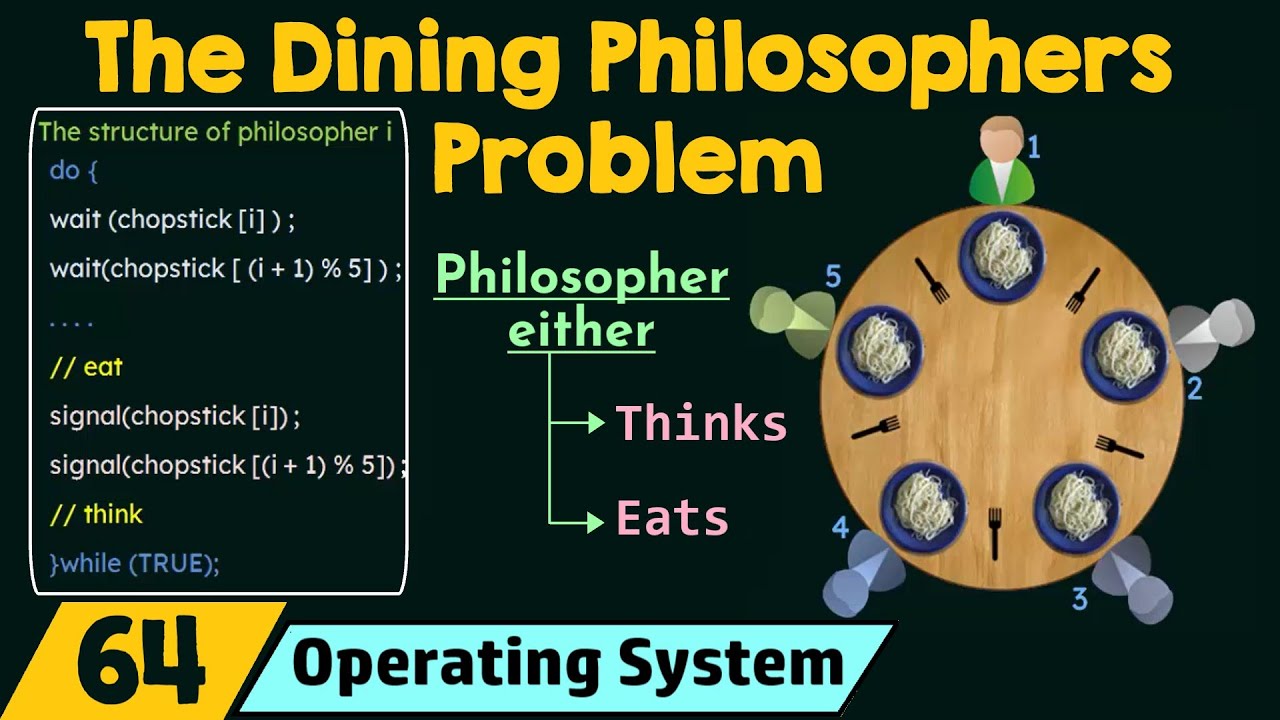 The Dining Philosophers
Problem
The structure of philosopher i
do {
wait (chopstick [i] ) ;
wait(chopstick [ (i + 1) % 5] ) ;
. . . .
// eat
signal(chopstick [i]) ;
signal(chopstick [(i + 1) % 5]) ;
// think
}while (TRUE);
Philosopher
either
Thinks
Eats
1
5
2
4
3
64
Operating System